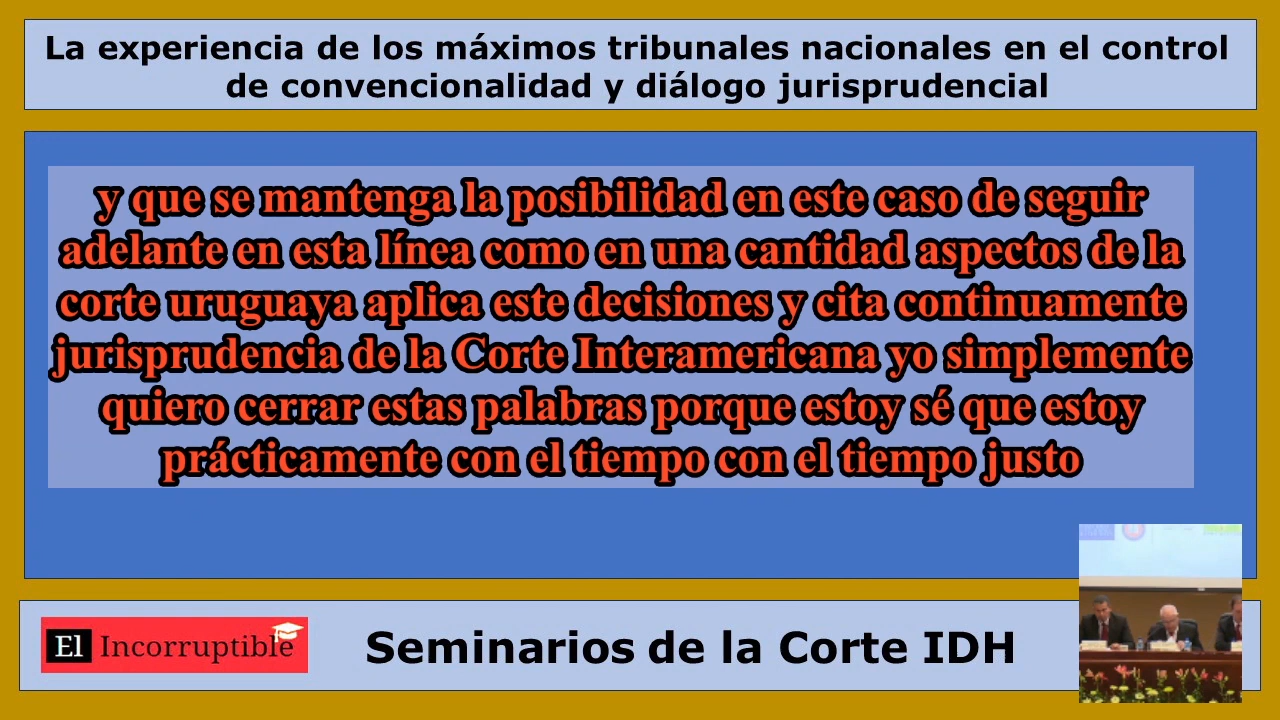 La experiencia de los máximos tribunales nacionales en el control
de convencionalidad y diálogo jurisprudencial
y que se mantenga la posibilidad en este caso de seguir
adelante en esta línea como en una cantidad aspectos de la
corte uruguaya aplica este decisiones y cita continuamente
jurisprudencia de la Corte Interamericana yo simplemente
quiero cerrar estas palabras porque estoy sé que estoy
prácticamente con el tiempo con el tiempo justo
El Incorruptible
Seminarios de la Corte IDH